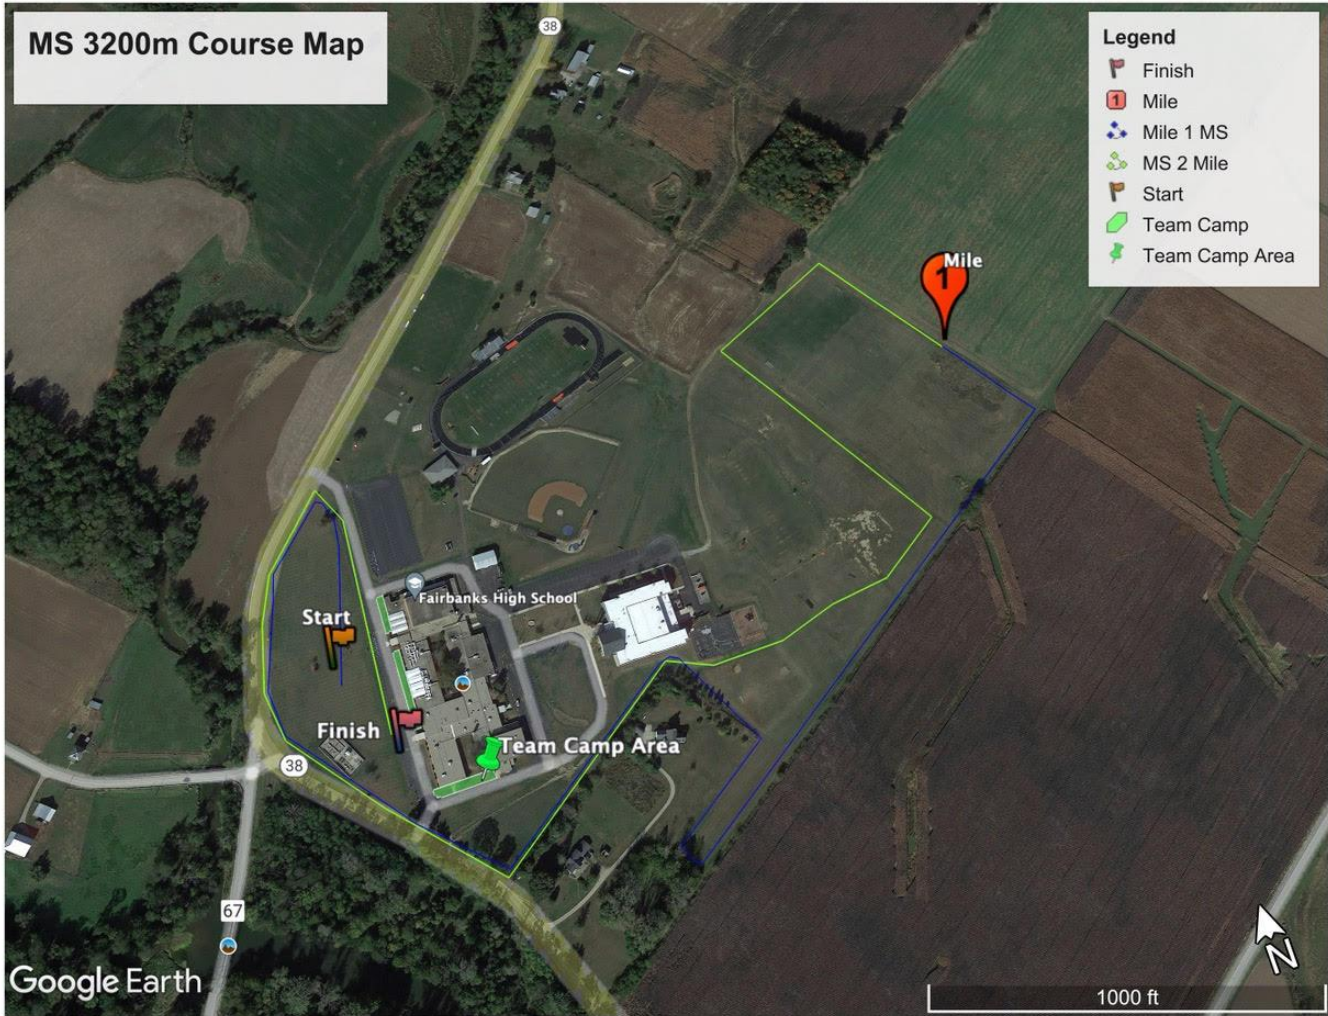 MS 3200m Course Map
38
Legend
Finish
1 Mile
Mile 1 MS
MS 2 Mile
Start
Team Camp
Team Camp Area
Mile
1
Fairbanks High School
Start
Finish
Team Camp Area
38
67
Google Earth
N
1000 ft